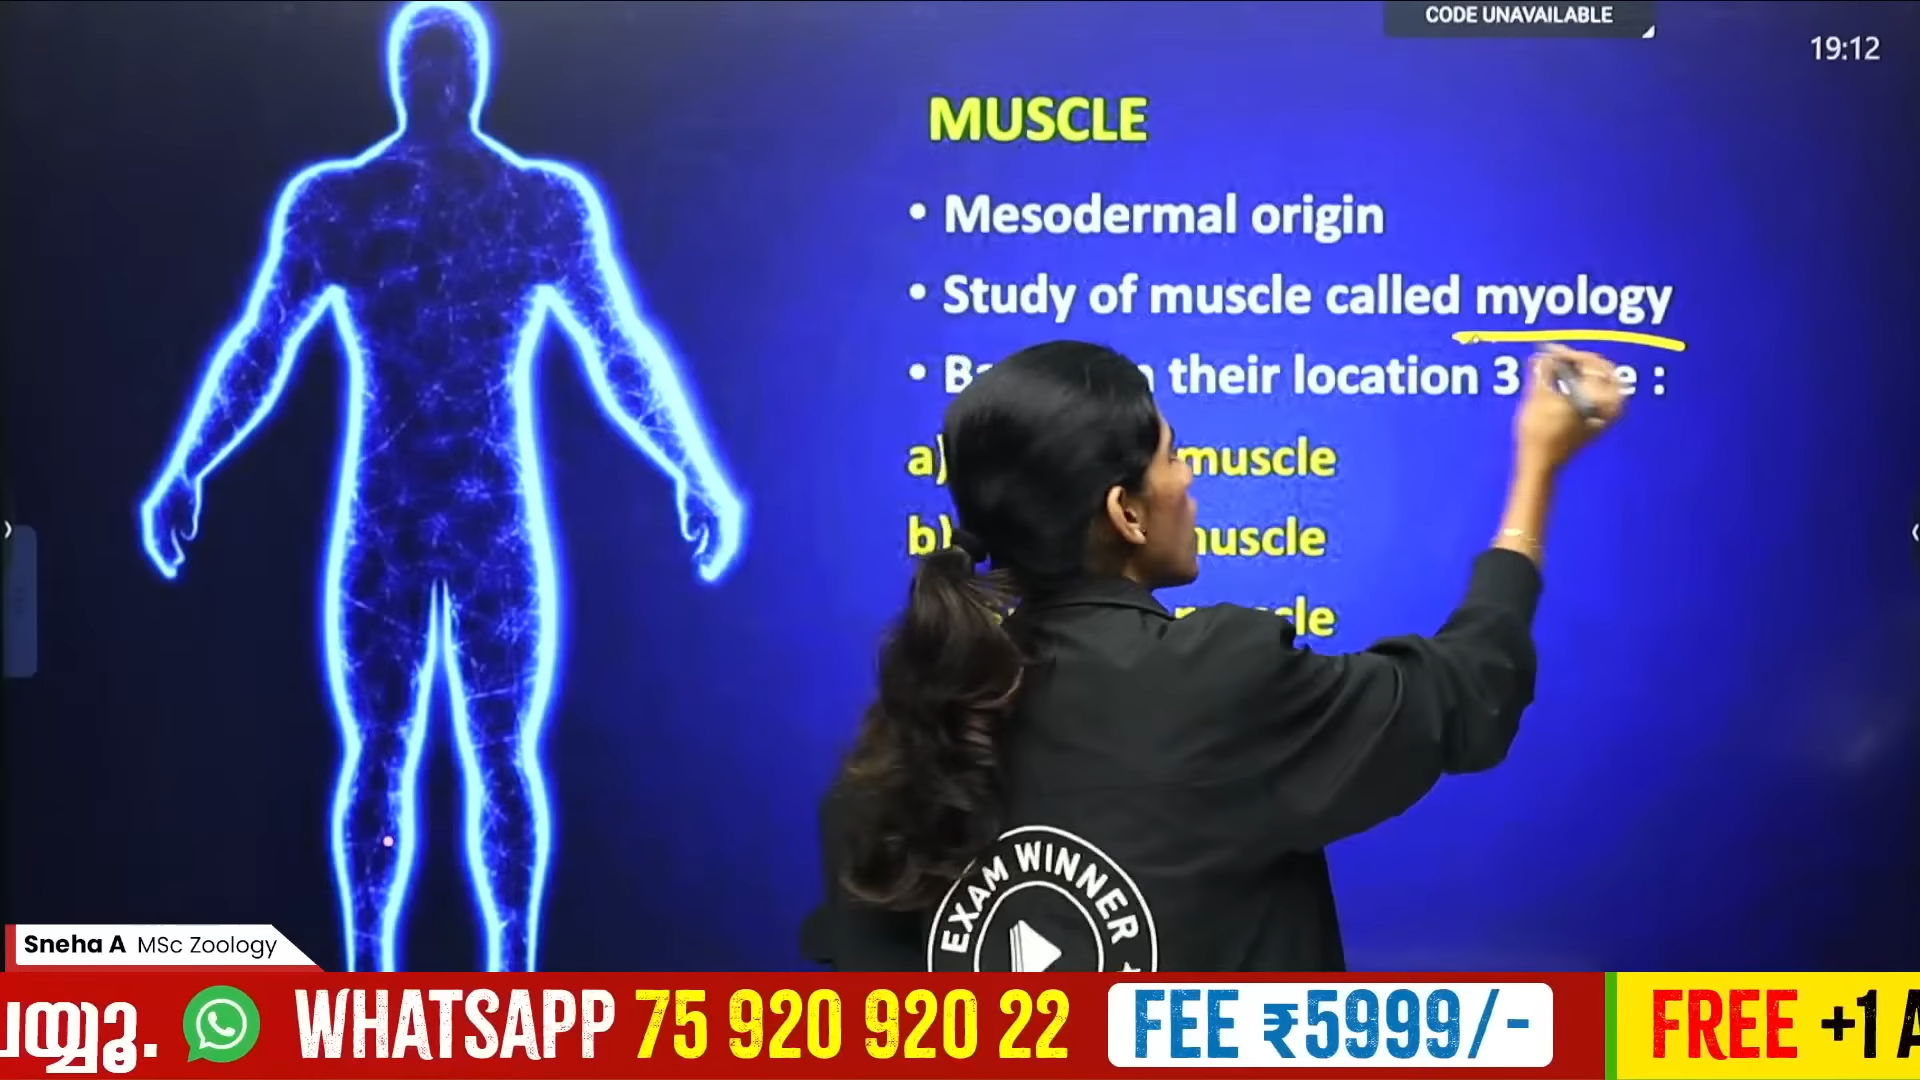 CODE UNAVAILABLE
19:12
MUSCLE
• Mesodermal origin
• Study of muscle called myology
• their location 3 :
a) muscle
b) muscle
EXAM WINNER
Sneha A MSc Zoology
WHATSAPP 75 920 920 22
FEE ₹5999/-
FREE +1